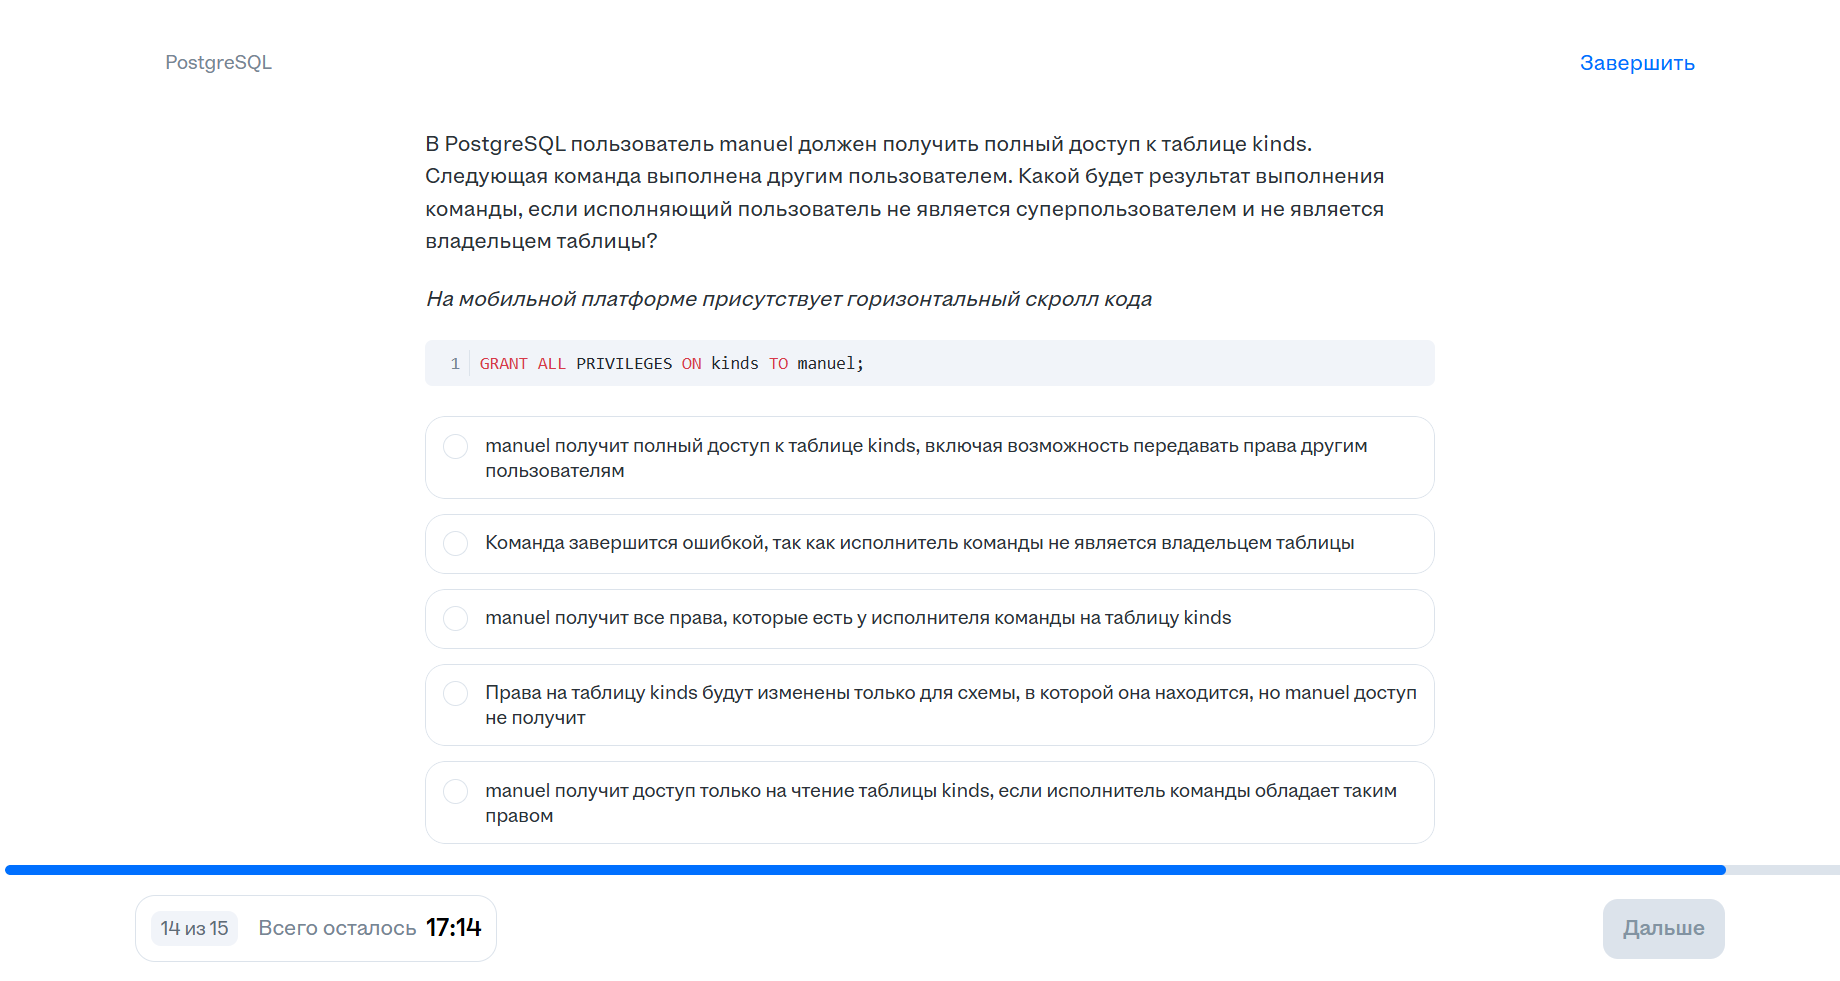 PostgreSQL
Завершить
В PostgreSQL пользователь manuel должен получить полный доступ к таблице kinds.
Следующая команда выполнена другим пользователем. Какой будет результат выполнения
команды, если исполняющий пользователь не является суперпользователем и не является
владельцем таблицы?
На мобильной платформе присутствует горизонтальный скролл кода
1 GRANT ALL PRIVILEGES ON kinds TO manuel;
manuel получит полный доступ к таблице kinds, включая возможность передавать права другим
пользователям
Команда завершится ошибкой, так как исполнитель команды не является владельцем таблицы
manuel получит все права, которые есть у исполнителя команды на таблицу kinds
Права на таблицу kinds будут изменены только для схемы, в которой она находится, но manuel доступ
не получит
manuel получит доступ только на чтение таблицы kinds, если исполнитель команды обладает таким
правом
14 из 15 Всего осталось 17:14
Дальше